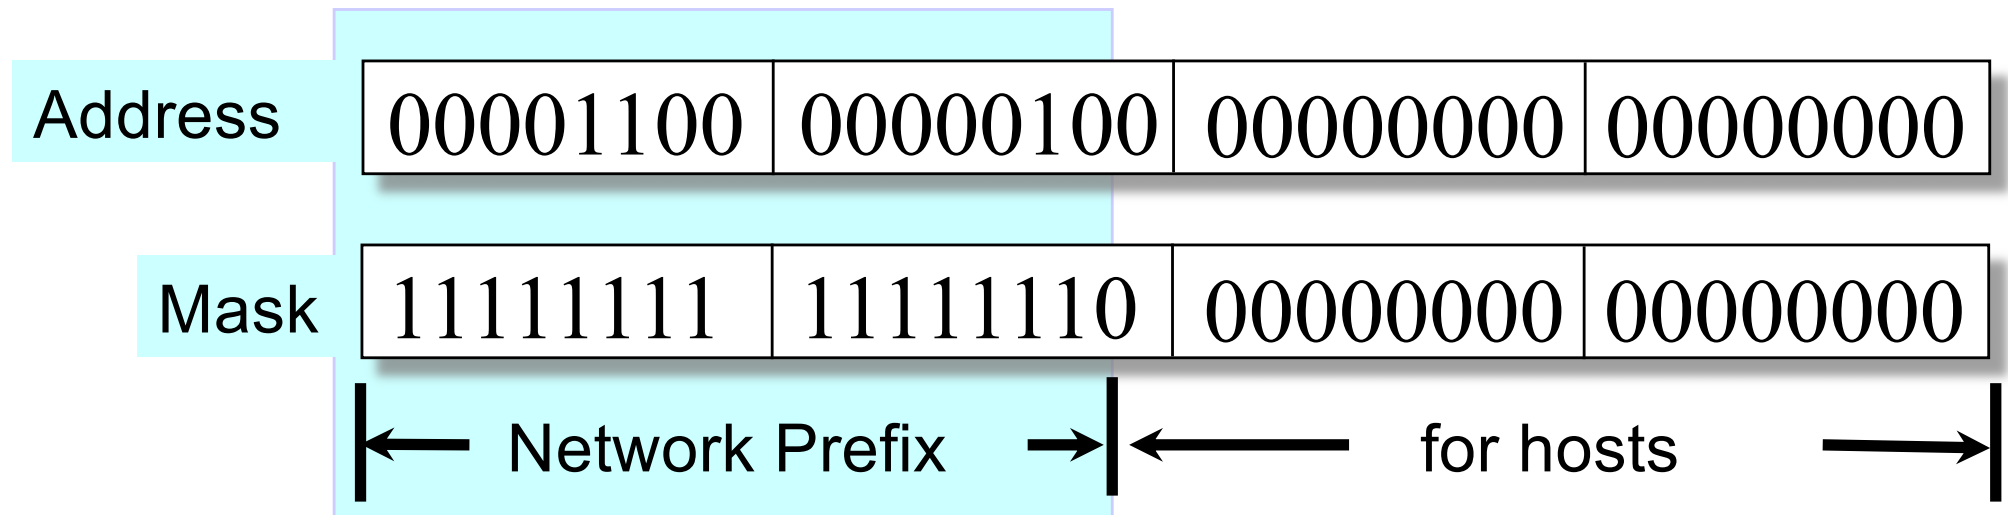 Address 00001100 00000100 00000000 00000000
Mask 11111111 11111110 00000000 00000000
Network Prefix for hosts